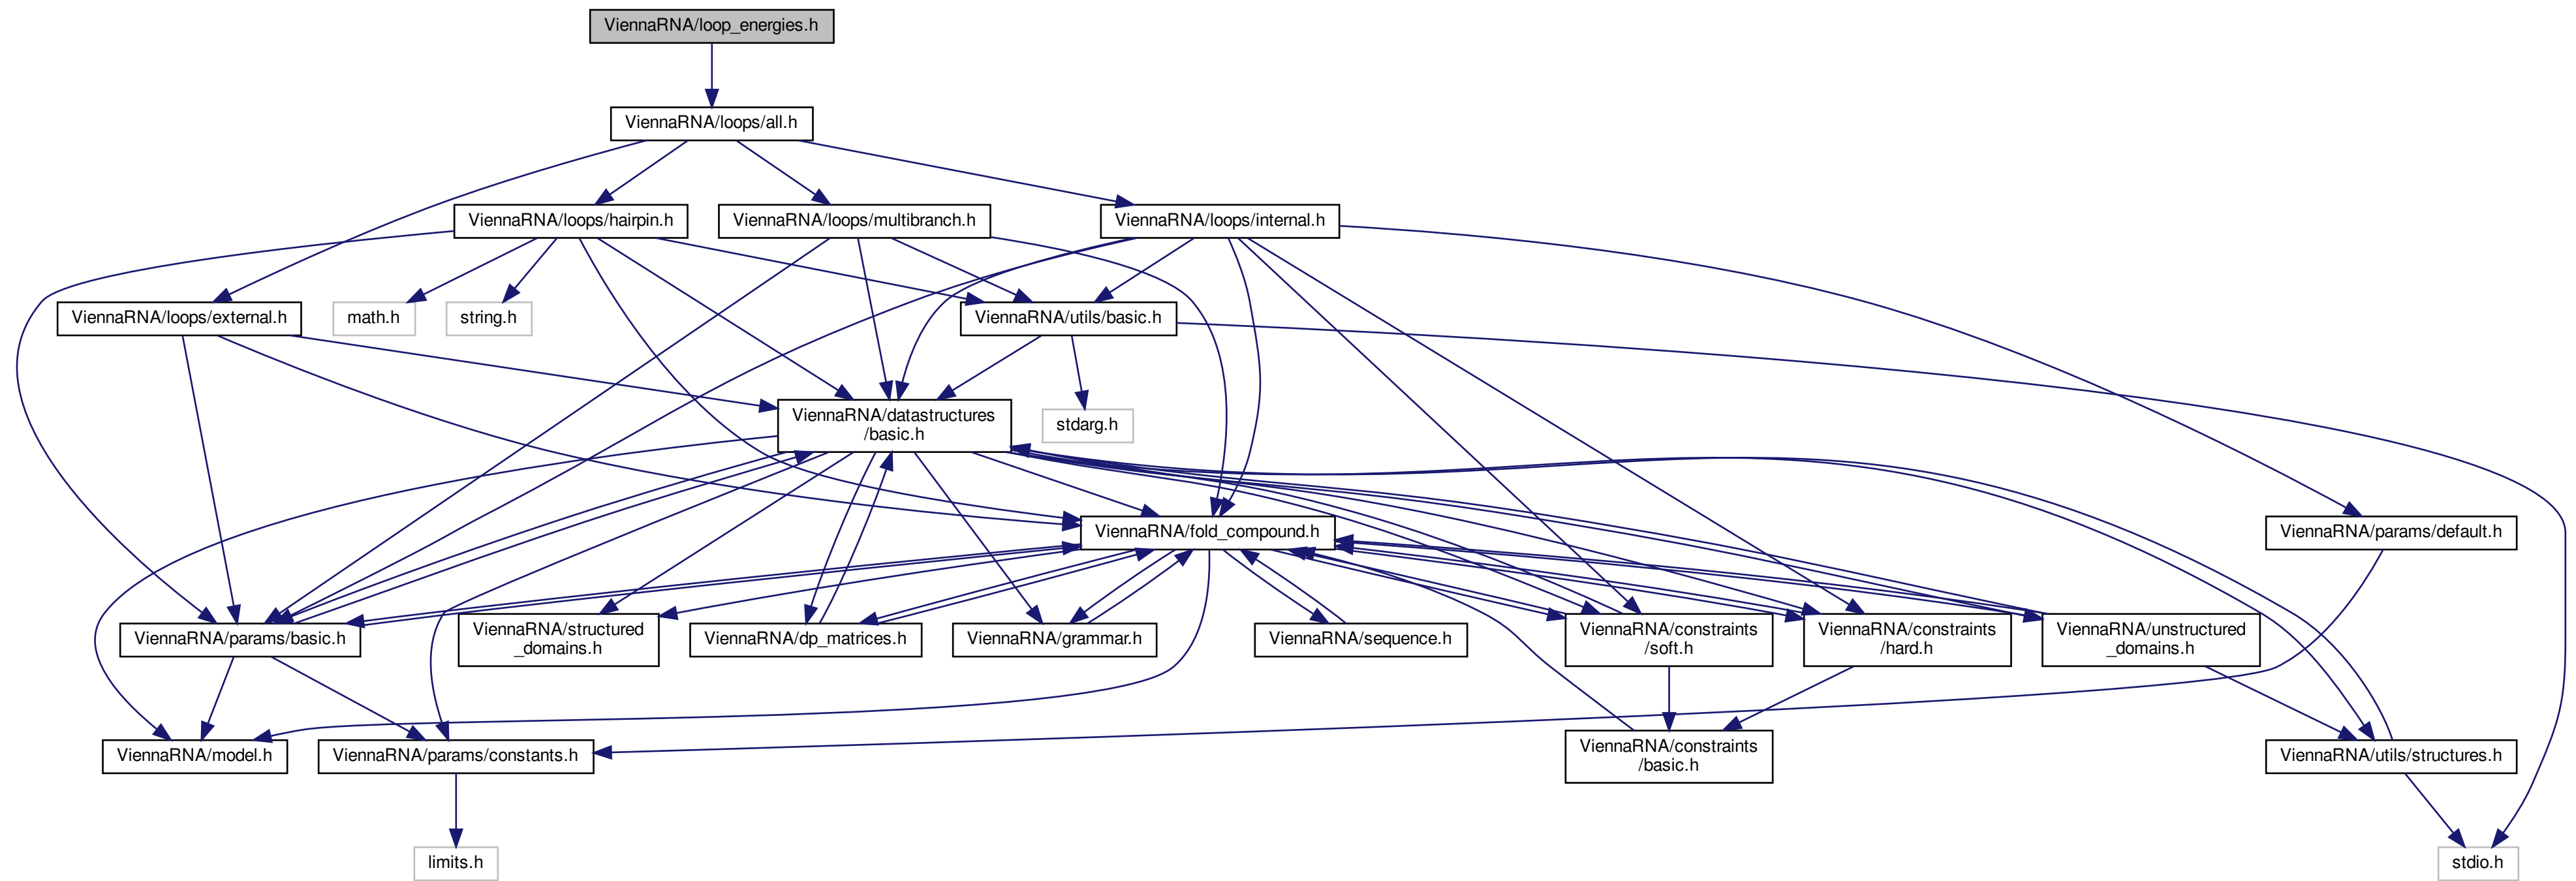 ViennaRNA/loop_energies.h
ViennaRNA/loops/all.h
ViennaRNA/loops/hairpin.h
ViennaRNA/loops/multibranch.h
ViennaRNA/loops/internal.h
ViennaRNA/loops/external.h
math.h
string.h
ViennaRNA/utils/basic.h
ViennaRNA/datastructures
/basic.h
stdarg.h
ViennaRNA/fold_compound.h
ViennaRNA/params/default.h
ViennaRNA/params/basic.h
ViennaRNA/structured
_domains.h
ViennaRNA/dp_matrices.h
ViennaRNA/grammar.h
ViennaRNA/sequence.h
ViennaRNA/constraints
/soft.h
ViennaRNA/constraints
/hard.h
ViennaRNA/unstructured
_domains.h
ViennaRNA/model.h
ViennaRNA/params/constants.h
ViennaRNA/constraints
/basic.h
ViennaRNA/utils/structures.h
limits.h
stdio.h